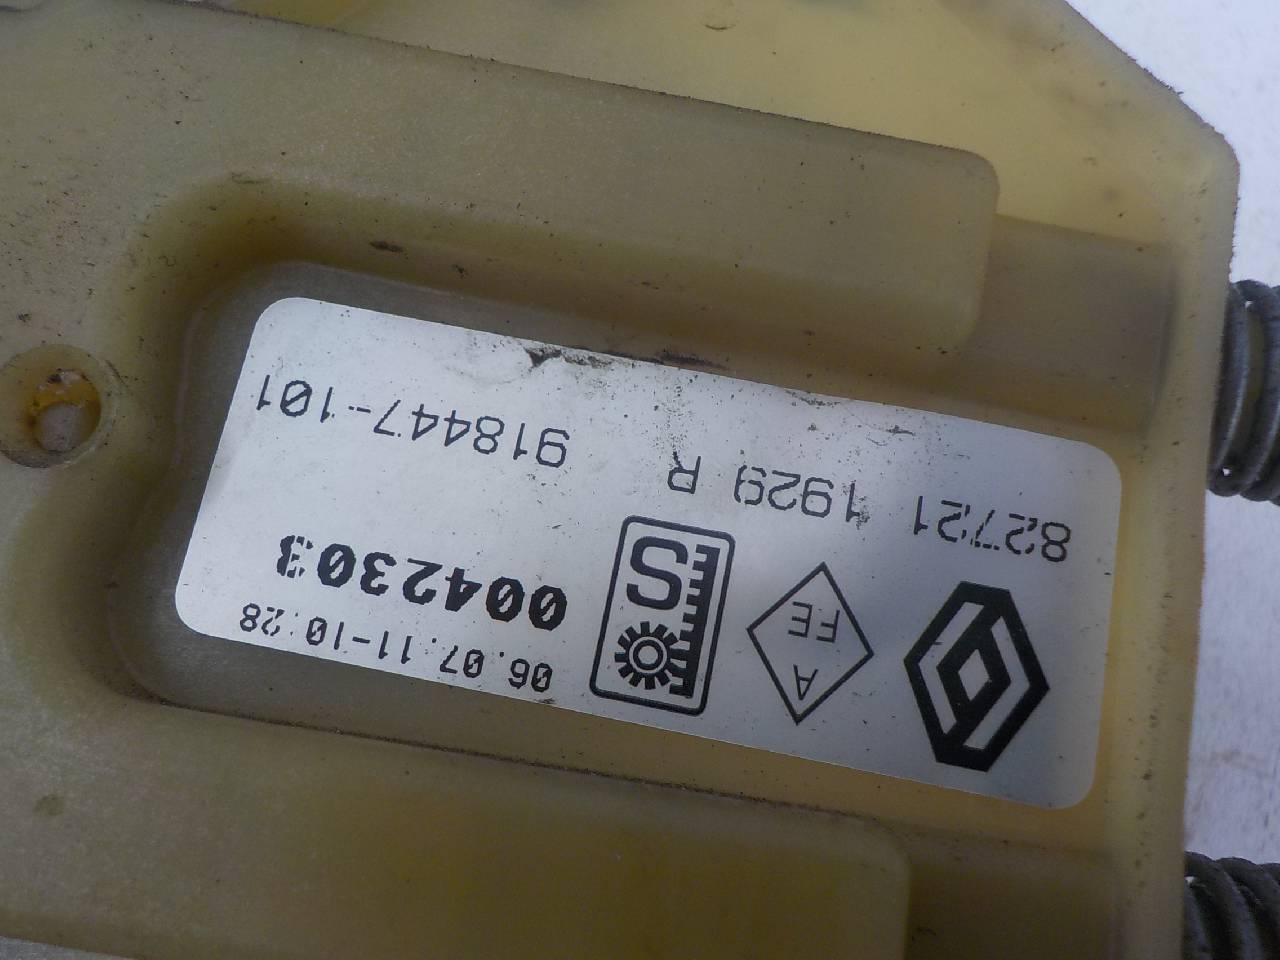 06.07.11-10:28
A
FE
S
0042303
82721 1929 R 918447-101